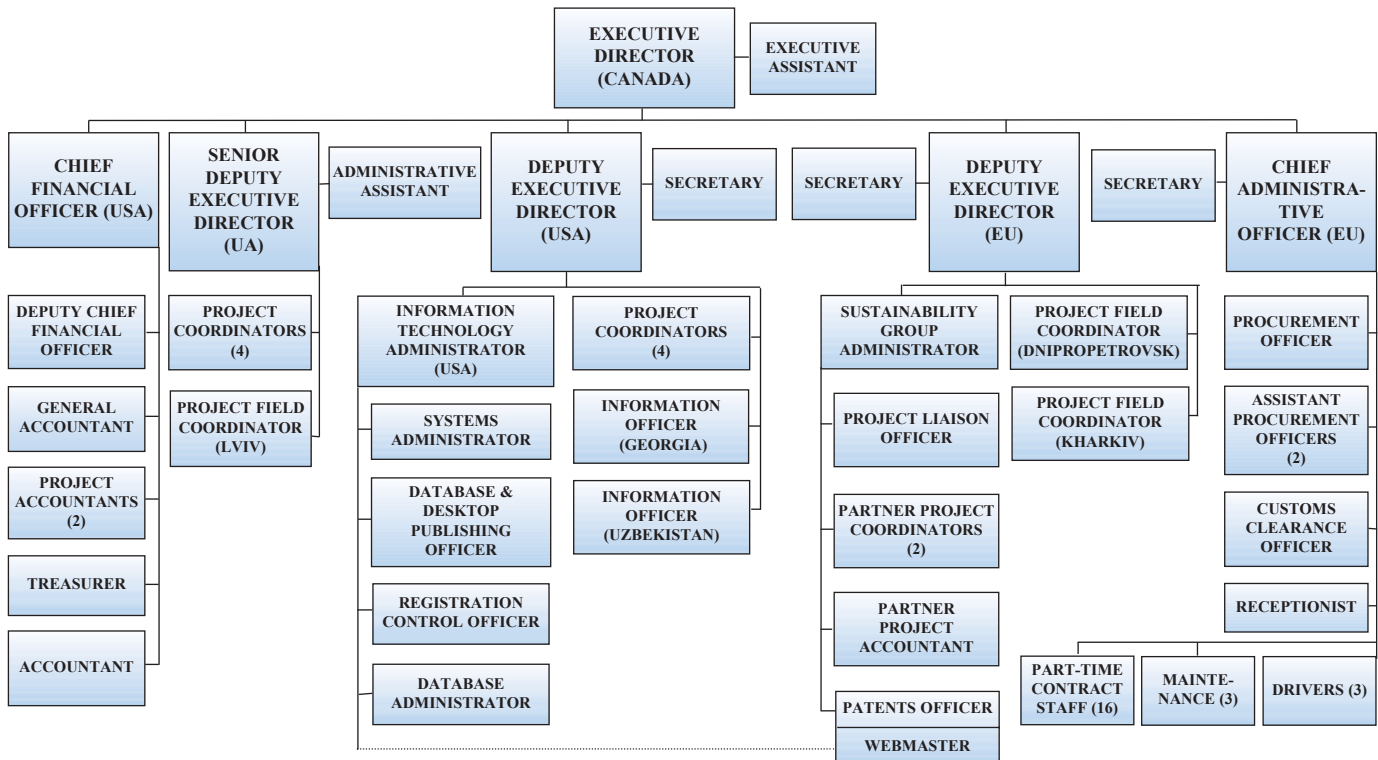 EXECUTIVE
DIRECTOR
(CANADA)
EXECUTIVE
ASSISTANT
CHIEF
FINANCIAL
OFFICER (USA)
SENIOR
DEPUTY
EXECUTIVE
DIRECTOR
(UA)
ADMINISTRATIVE
ASSISTANT
DEPUTY
EXECUTIVE
DIRECTOR
(USA)
SECRETARY
SECRETARY
DEPUTY
EXECUTIVE
DIRECTOR
(EU)
SECRETARY
CHIEF
ADMINISTRA-
TIVE
OFFICER (EU)
DEPUTY CHIEF
FINANCIAL
OFFICER
GENERAL
ACCOUNTANT
PROJECT
ACCOUNTANTS
(2)
TREASURER
ACCOUNTANT
PROJECT
COORDINATORS
(4)
PROJECT FIELD
COORDINATOR
(LVIV)
INFORMATION
TECHNOLOGY
ADMINISTRATOR
(USA)
SYSTEMS
ADMINISTRATOR
DATABASE &
DESKTOP
PUBLISHING
OFFICER
REGISTRATION
CONTROL OFFICER
DATABASE
ADMINISTRATOR
PROJECT
COORDINATORS
(4)
INFORMATION
OFFICER
(GEORGIA)
INFORMATION
OFFICER
(UZBEKISTAN)
SUSTAINABILITY
GROUP
ADMINISTRATOR
PROJECT LIAISON
OFFICER
PARTNER PROJECT
COORDINATORS
(2)
PARTNER
PROJECT
ACCOUNTANT
PATENTS OFFICER
WEBMASTER
PROJECT FIELD
COORDINATOR
(DNIPROPETROVSK)
PROJECT FIELD
COORDINATOR
(KHARKIV)
PROCUREMENT
OFFICER
ASSISTANT
PROCUREMENT
OFFICERS
(2)
CUSTOMS
CLEARANCE
OFFICER
RECEPTIONIST
PART-TIME
CONTRACT
STAFF (16)
MAINTE-
NANCE (3)
DRIVERS (3)